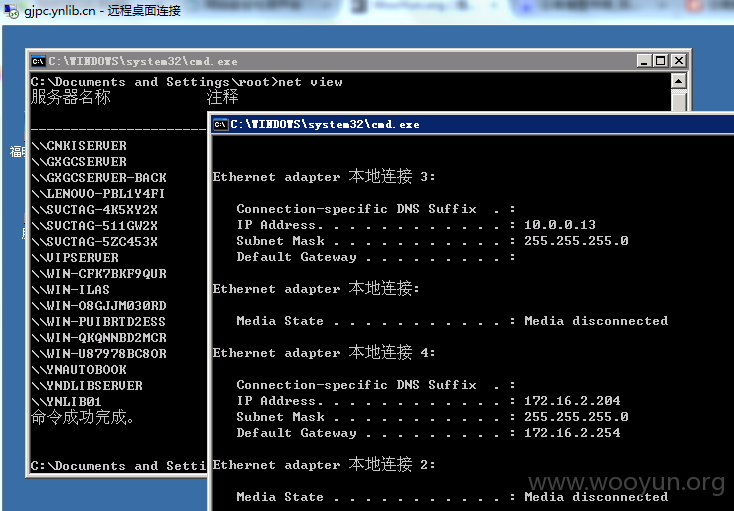 gjpc.ynlib.cn - 远程桌面连接
C:\WINDOWS\system32\cmd.exe
C:\Documents and Settings\root>net view
服务器名称 注释
-----------------------
\\CNKISERVER
\\GXGCSERVER
\\GXGCSERVER-BACK
\\LENOVO-PBL1Y4FI
\\SVCTAG-4K5XY2X
\\SVCTAG-511GW2X
\\SVCTAG-5ZC453X
\\VIPSERVER
\\WIN-CFK7BKF9QUR
\\WIN-ILAS
\\WIN-O8GJJM030RD
\\WIN-PUIBRTD2ESS
\\WIN-QKQNNBD2MCR
\\WIN-U87978BC8OR
\\YNAUTOBOOK
\\YNDLIBSERVER
\\YNLIB01
命令成功完成。
C:\Documents and Setti
C:\WINDOWS\system32\cmd.exe
Ethernet adapter 本地连接 3:
Connection-specific DNS Suffix . :
IP Address. . . . . . . . . . . . : 10.0.0.13
Subnet Mask . . . . . . . . . . . : 255.255.255.0
Default Gateway . . . . . . . . . :
Ethernet adapter 本地连接:
Media State . . . . . . . . . . . : Media disconnected
Ethernet adapter 本地连接 4:
Connection-specific DNS Suffix . :
IP Address. . . . . . . . . . . . : 172.16.2.204
Subnet Mask . . . . . . . . . . . : 255.255.255.0
Default Gateway . . . . . . . . . : 172.16.2.254
Ethernet adapter 本地连接 2:
Media State . . . . . . . . . . . : Media disconnected
www.wooyun.org